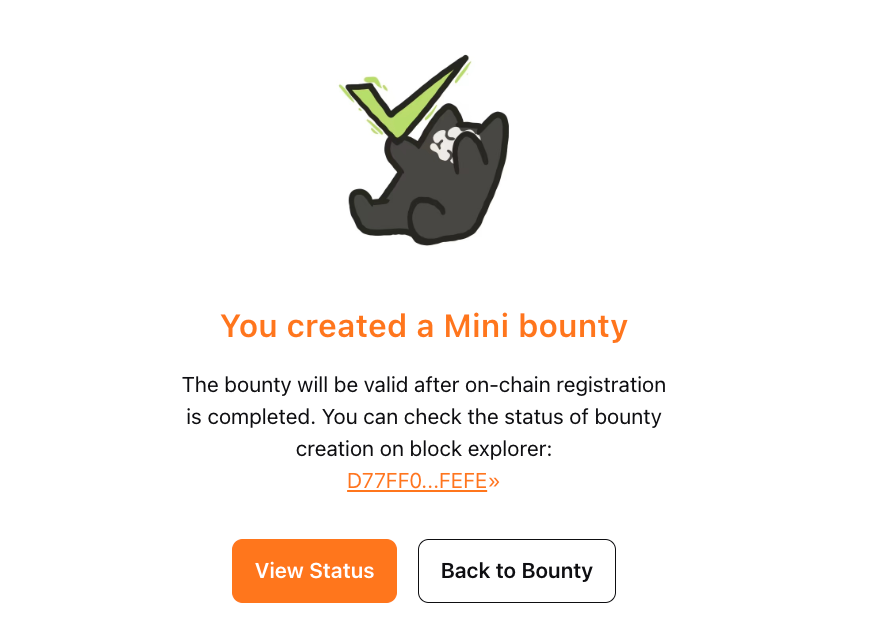 You created a Mini bounty
The bounty will be valid after on-chain registration
is completed. You can check the status of bounty
creation on block explorer:
D77FF0...FEFE»
View Status
Back to Bounty